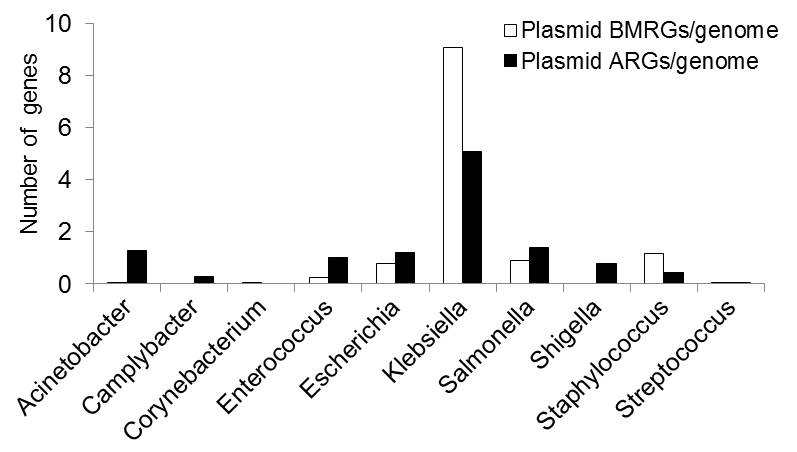 Plasmid BMRGs/genome
Plasmid ARGs/genome
Number of genes
10
8
6
4
2
0
Acinetobacter
Camplybacter
Corynebacterium
Enterococcus
Escherichia
Klebsiella
Salmonella
Shigella
Staphylococcus
Streptococcus